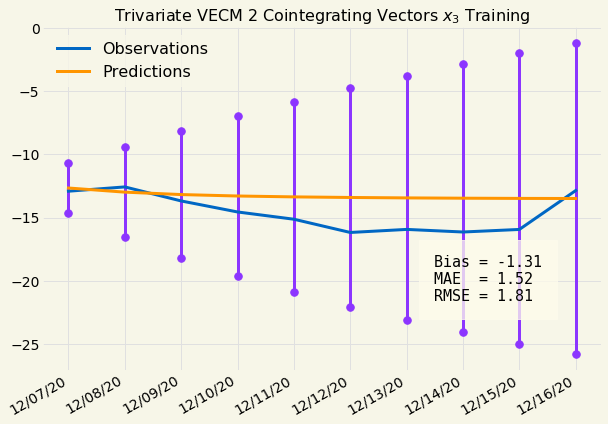 Trivariate VECM 2 Cointegrating Vectors x₃ Training
Observations
Predictions
0
−5
−10
−15
−20
−25
Bias = -1.31
MAE  = 1.52
RMSE = 1.81
12/07/20
12/08/20
12/09/20
12/10/20
12/11/20
12/12/20
12/13/20
12/14/20
12/15/20
12/16/20